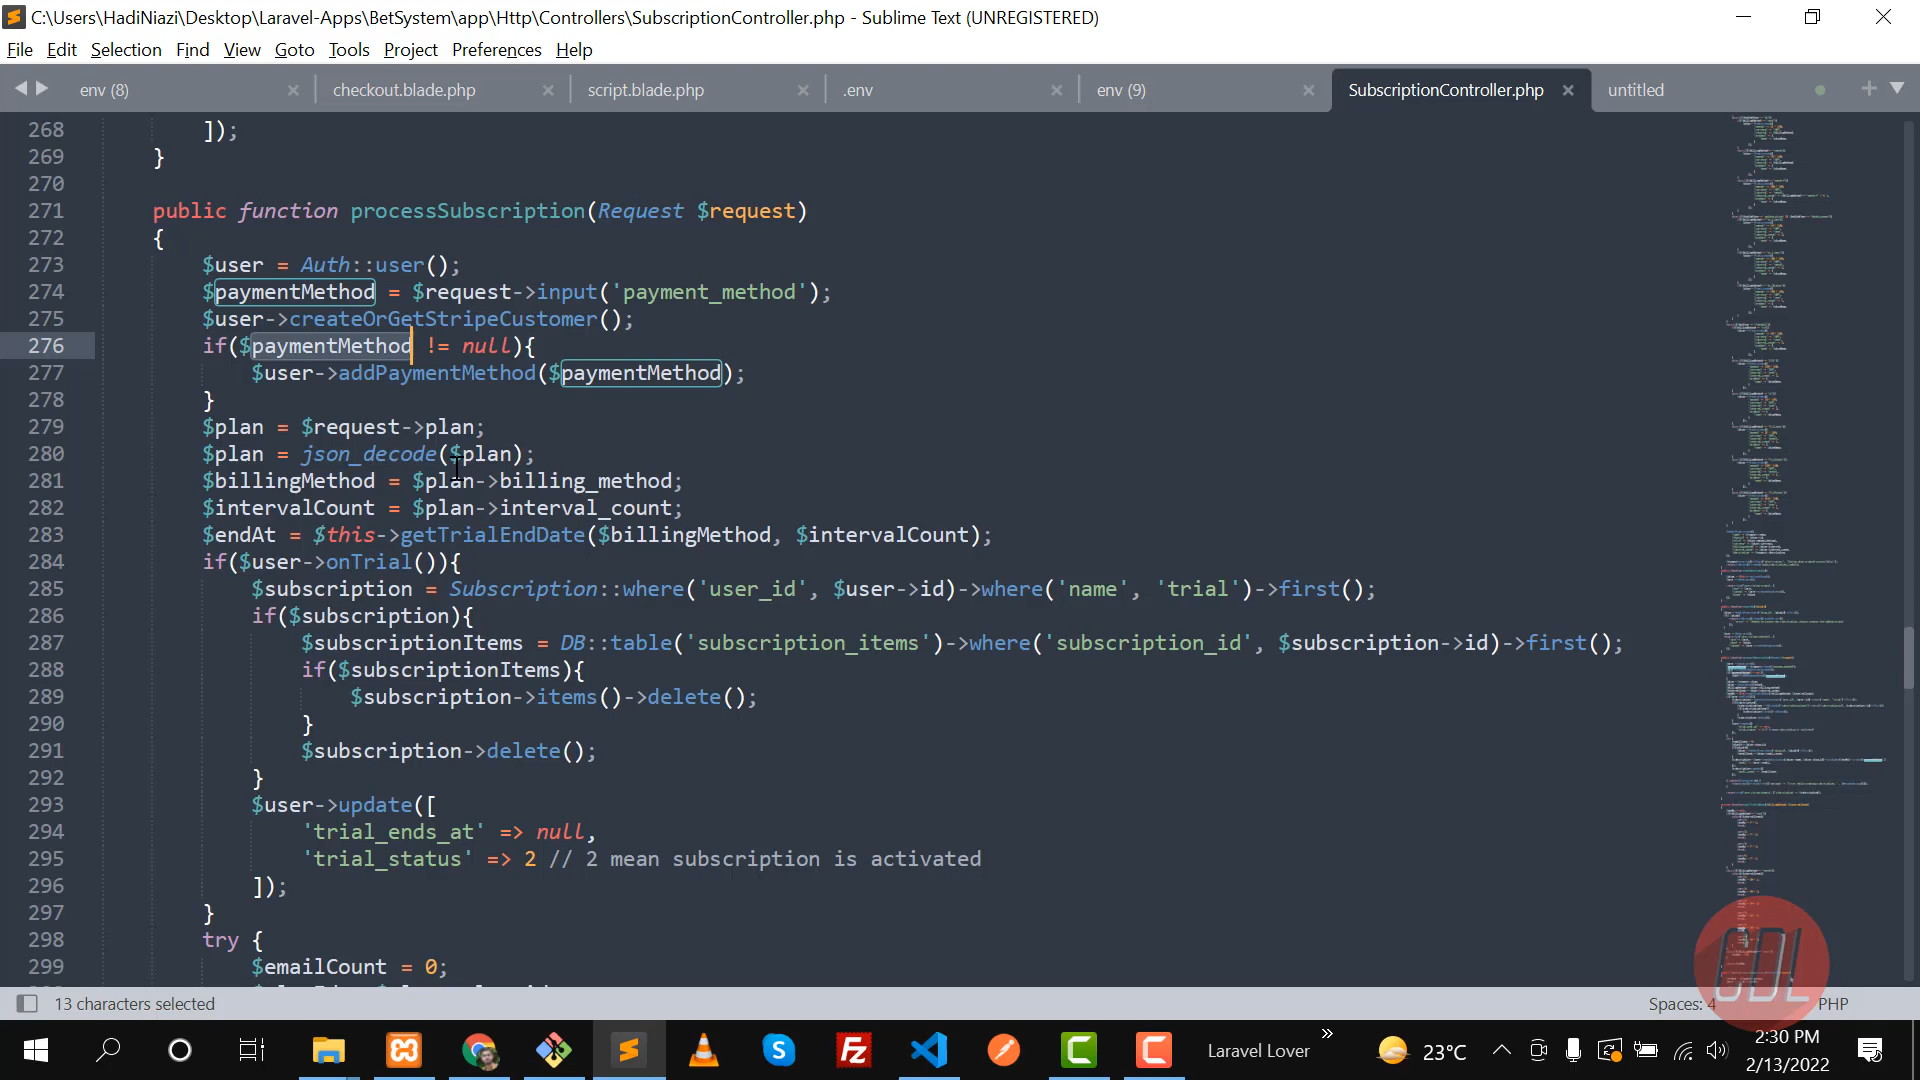 C:\Users\HadiNiazi\Desktop\Laravel-Apps\BetSystem\app\Http\Controllers\SubscriptionController.php - Sublime Text (UNREGISTERED)
File Edit Selection Find View Goto Tools Project Preferences Help
env (8) checkout.blade.php script.blade.php .env env (9) SubscriptionController.php untitled
268 ]);
269 }
270
271 public function processSubscription(Request $request)
272 {
273 $user = Auth::user();
274 $paymentMethod = $request->input('payment_method');
275 $user->createOrGetStripeCustomer();
276 if($paymentMethod != null){
277 $user->addPaymentMethod($paymentMethod);
278 }
279 $plan = $request->plan;
280 $plan = json_decode($plan);
281 $billingMethod = $plan->billing_method;
282 $intervalCount = $plan->interval_count;
283 $endAt = $this->getTrialEndDate($billingMethod, $intervalCount);
284 if($user->onTrial()){
285 $subscription = Subscription::where('user_id', $user->id)->where('name', 'trial')->first();
286 if($subscription){
287 $subscriptionItems = DB::table('subscription_items')->where('subscription_id', $subscription->id)->first();
288 if($subscriptionItems){
289 $subscription->items()->delete();
290 }
291 $subscription->delete();
292 }
293 $user->update([
294 'trial_ends_at' => null,
295 'trial_status' => 2 // 2 mean subscription is activated
296 ]);
297 }
298 try {
299 $emailCount = 0;
CDL
13 characters selected Spaces: 4 PHP
Laravel Lover 23°C 2:30 PM
2/13/2022